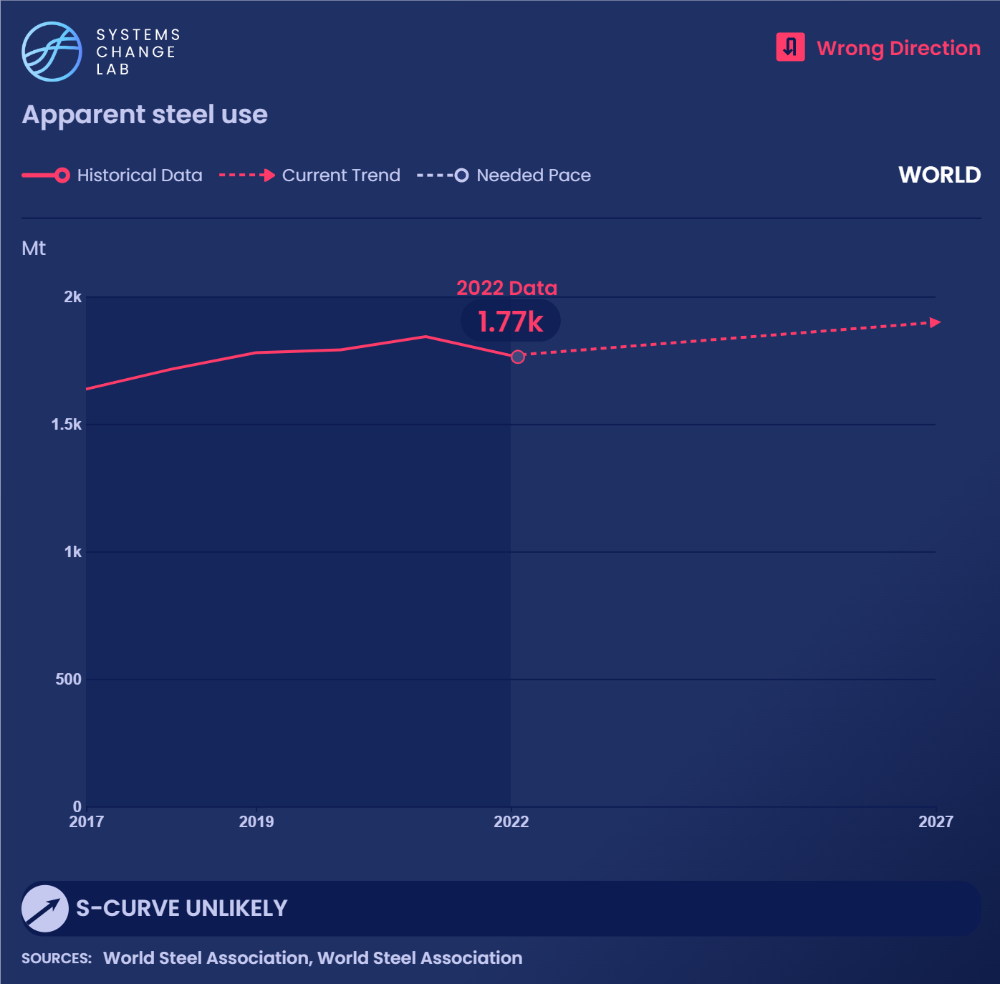 SYSTEMS
CHANGE
LAB
Wrong Direction
Apparent steel use
Historical Data
Current Trend
Needed Pace
WORLD
Mt
2022 Data
1.77k
2k
1.5k
1k
500
0
2017
2019
2022
2027
S-CURVE UNLIKELY
SOURCES: World Steel Association, World Steel Association